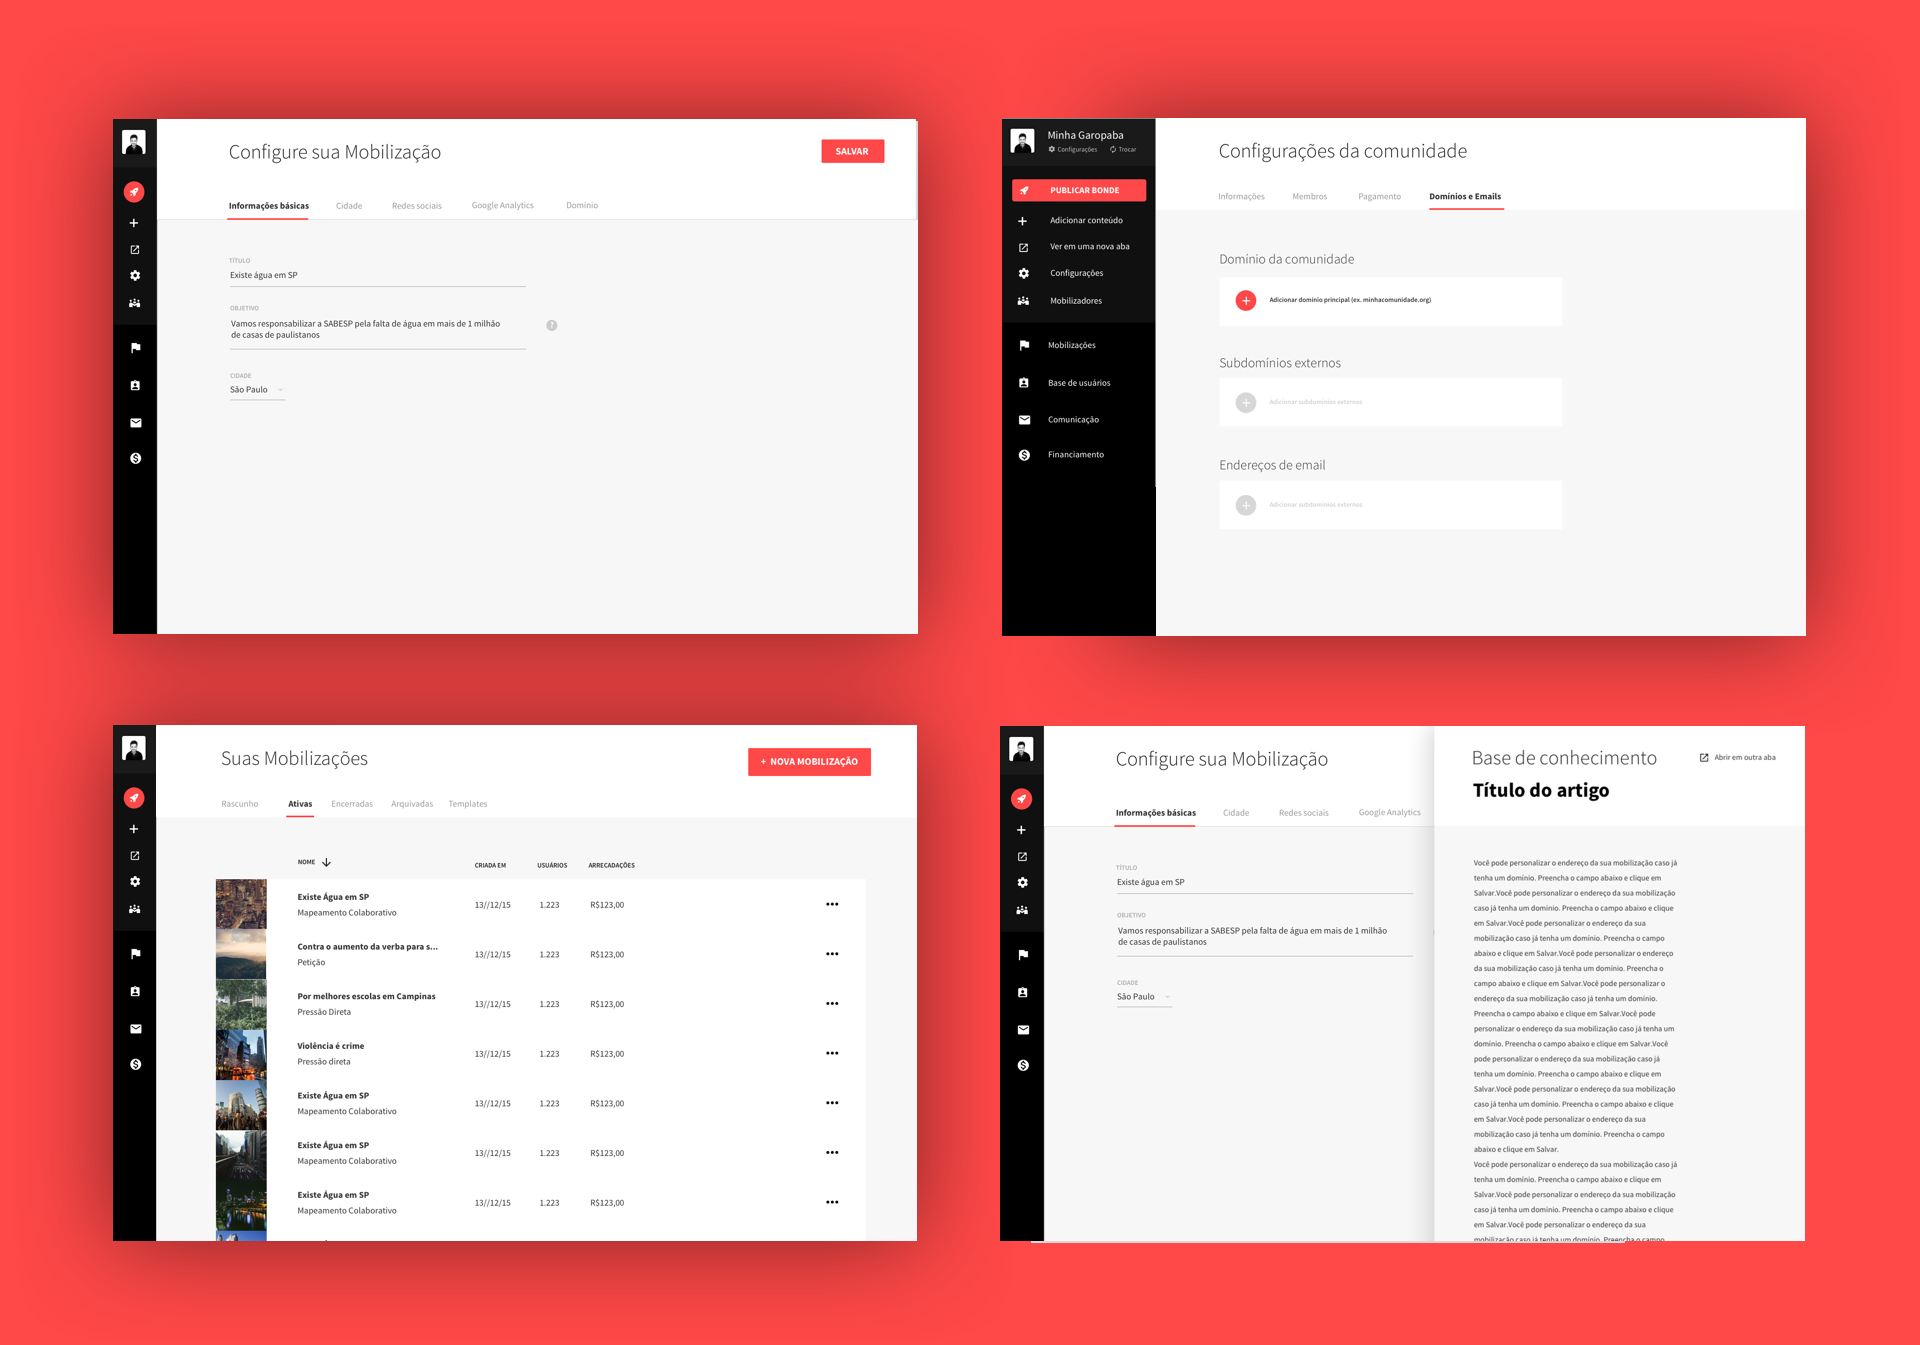 Configure sua Mobilização
SALVAR
Informações básicas
Cidade
Redes sociais
Google Analytics
Domínio
TÍTULO
Existe água em SP
OBJETIVO
Vamos responsabilizar a SABESP pela falta de água em mais de 1 milhão
de casas de paulistanos
?
CIDADE
São Paulo
Minha Garopaba
Configurações
Trocar
PUBLICAR BONDE
Adicionar conteúdo
Ver em uma nova aba
Configurações
Mobilizadores
Mobilizações
Base de usuários
Comunicação
Financiamento
Configurações da comunidade
Informações
Membros
Pagamento
Domínios e Emails
Domínio da comunidade
Adicionar domínio principal (ex. minhacomunidade.org)
Subdomínios externos
Adicionar subdomínios externos
Endereços de email
Adicionar subdomínios externos
Suas Mobilizações
+ NOVA MOBILIZAÇÃO
Rascunho
Ativas
Encerradas
Arquivadas
Templates
NOME
CRIADA EM
USUÁRIOS
ARRECADAÇÕES
Existe Água em SP
Mapeamento Colaborativo
13//12/15
1.223
R$123,00
Contra o aumento da verba para s...
Petição
13//12/15
1.223
R$123,00
Por melhores escolas em Campinas
Pressão Direta
13//12/15
1.223
R$123,00
Violência é crime
Pressão direta
13//12/15
1.223
R$123,00
Existe Água em SP
Mapeamento Colaborativo
13//12/15
1.223
R$123,00
Existe Água em SP
Mapeamento Colaborativo
13//12/15
1.223
R$123,00
Existe Água em SP
Mapeamento Colaborativo
13//12/15
1.223
R$123,00
Configure sua Mobilização
Informações básicas
Cidade
Redes sociais
Google Analytics
TÍTULO
Existe água em SP
OBJETIVO
Vamos responsabilizar a SABESP pela falta de água em mais de 1 milhão
de casas de paulistanos
CIDADE
São Paulo
Base de conhecimento
Abrir em outra aba
Título do artigo
Você pode personalizar o endereço da sua mobilização caso já
tenha um domínio. Preencha o campo abaixo e clique em
Salvar.Você pode personalizar o endereço da sua mobilização
caso já tenha um domínio. Preencha o campo abaixo e clique
em Salvar.Você pode personalizar o endereço da sua
mobilização caso já tenha um domínio. Preencha o campo
abaixo e clique em Salvar.Você pode personalizar o endereço
da sua mobilização caso já tenha um domínio. Preencha o
campo abaixo e clique em Salvar.Você pode personalizar o
endereço da sua mobilização caso já tenha um domínio.
Preencha o campo abaixo e clique em Salvar.Você pode
personalizar o endereço da sua mobilização caso já tenha um
domínio. Preencha o campo abaixo e clique em Salvar.Você
pode personalizar o endereço da sua mobilização caso já
tenha um domínio. Preencha o campo abaixo e clique em
Salvar.Você pode personalizar o endereço da sua mobilização
caso já tenha um domínio. Preencha o campo abaixo e clique
em Salvar.Você pode personalizar o endereço da sua
mobilização caso já tenha um domínio. Preencha o campo
abaixo e clique em Salvar.
Você pode personalizar o endereço da sua mobilização caso já
tenha um domínio. Preencha o campo abaixo e clique em
Salvar.Você pode personalizar o endereço da sua mobilização
caso já tenha um domínio. Preencha o campo abaixo e clique
em Salvar.Você pode personalizar o endereço da sua
mobilização caso já tenha um domínio. Preencha o campo